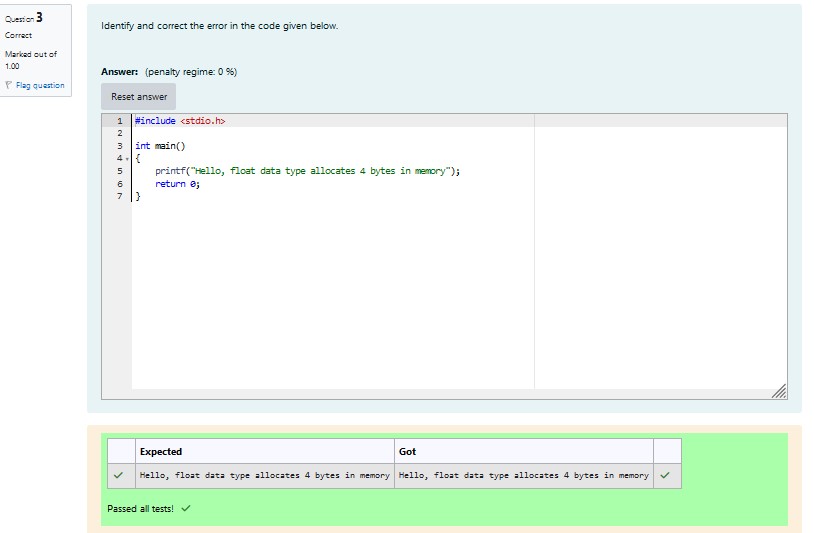 Question 3
Correct
Marked out of
1.00
Flag question
Identify and correct the error in the code given below.
Answer: (penalty regime: 0 %)
Reset answer
1 #include <stdio.h>
2
3 int main()
4 {
5 printf("Hello, float data type allocates 4 bytes in memory");
6 return 0;
7 }
Expected Got
Hello, float data type allocates 4 bytes in memory Hello, float data type allocates 4 bytes in memory
Passed all tests!